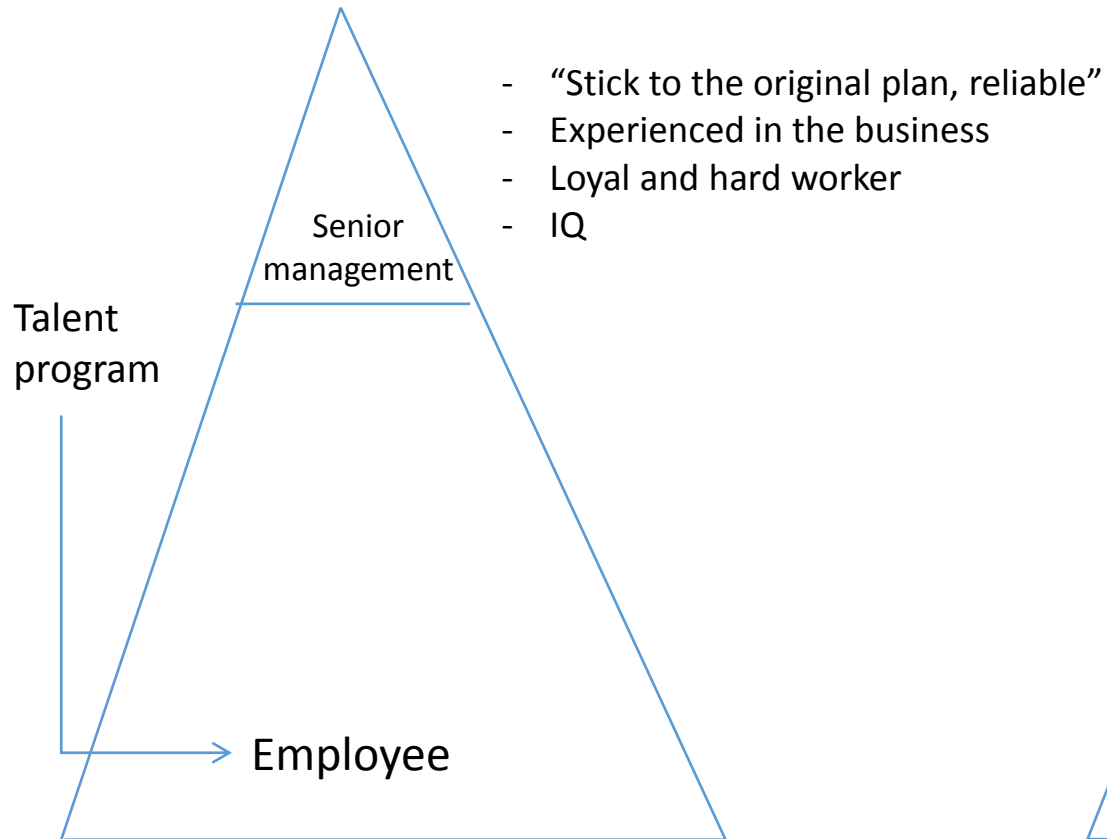 - “Stick to the original plan, reliable”
- Experienced in the business
- Loyal and hard worker
- IQ
Senior
management
Talent
program
Employee